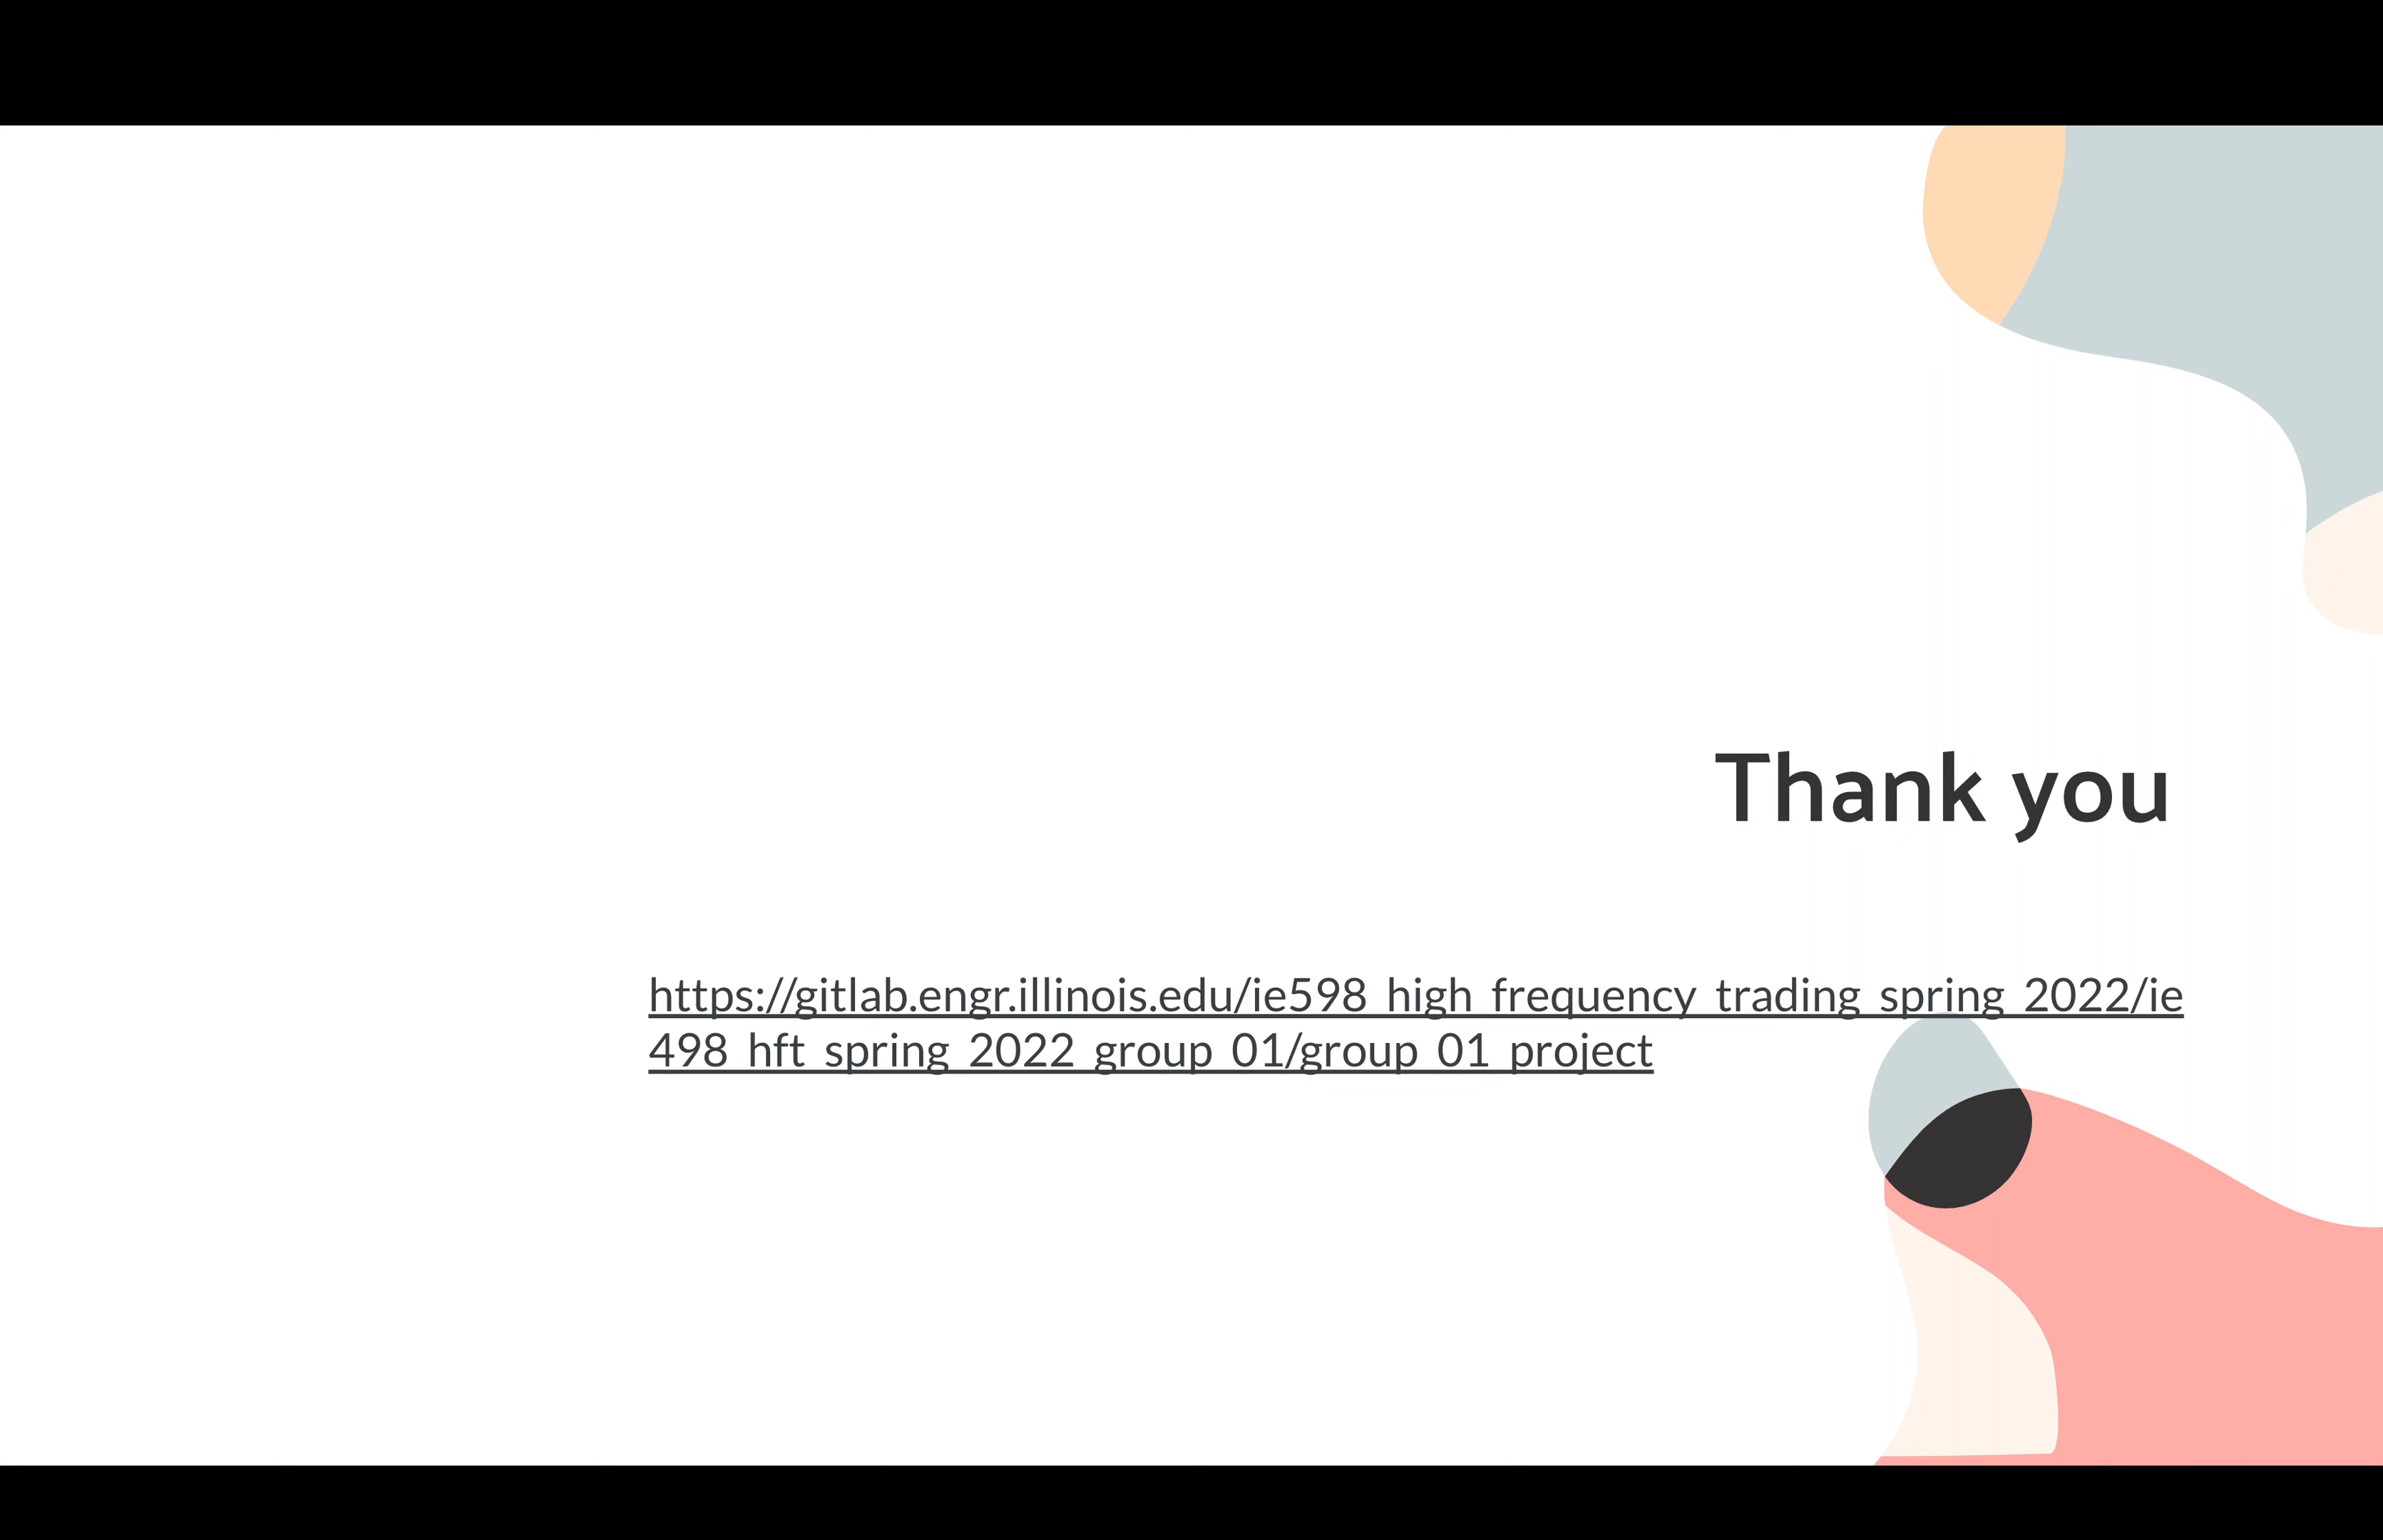 Thank you
https://gitlab.engr.illinois.edu/ie598_high_frequency_trading_spring_2022/ie
498_hft_spring_2022_group_01/group_01_project